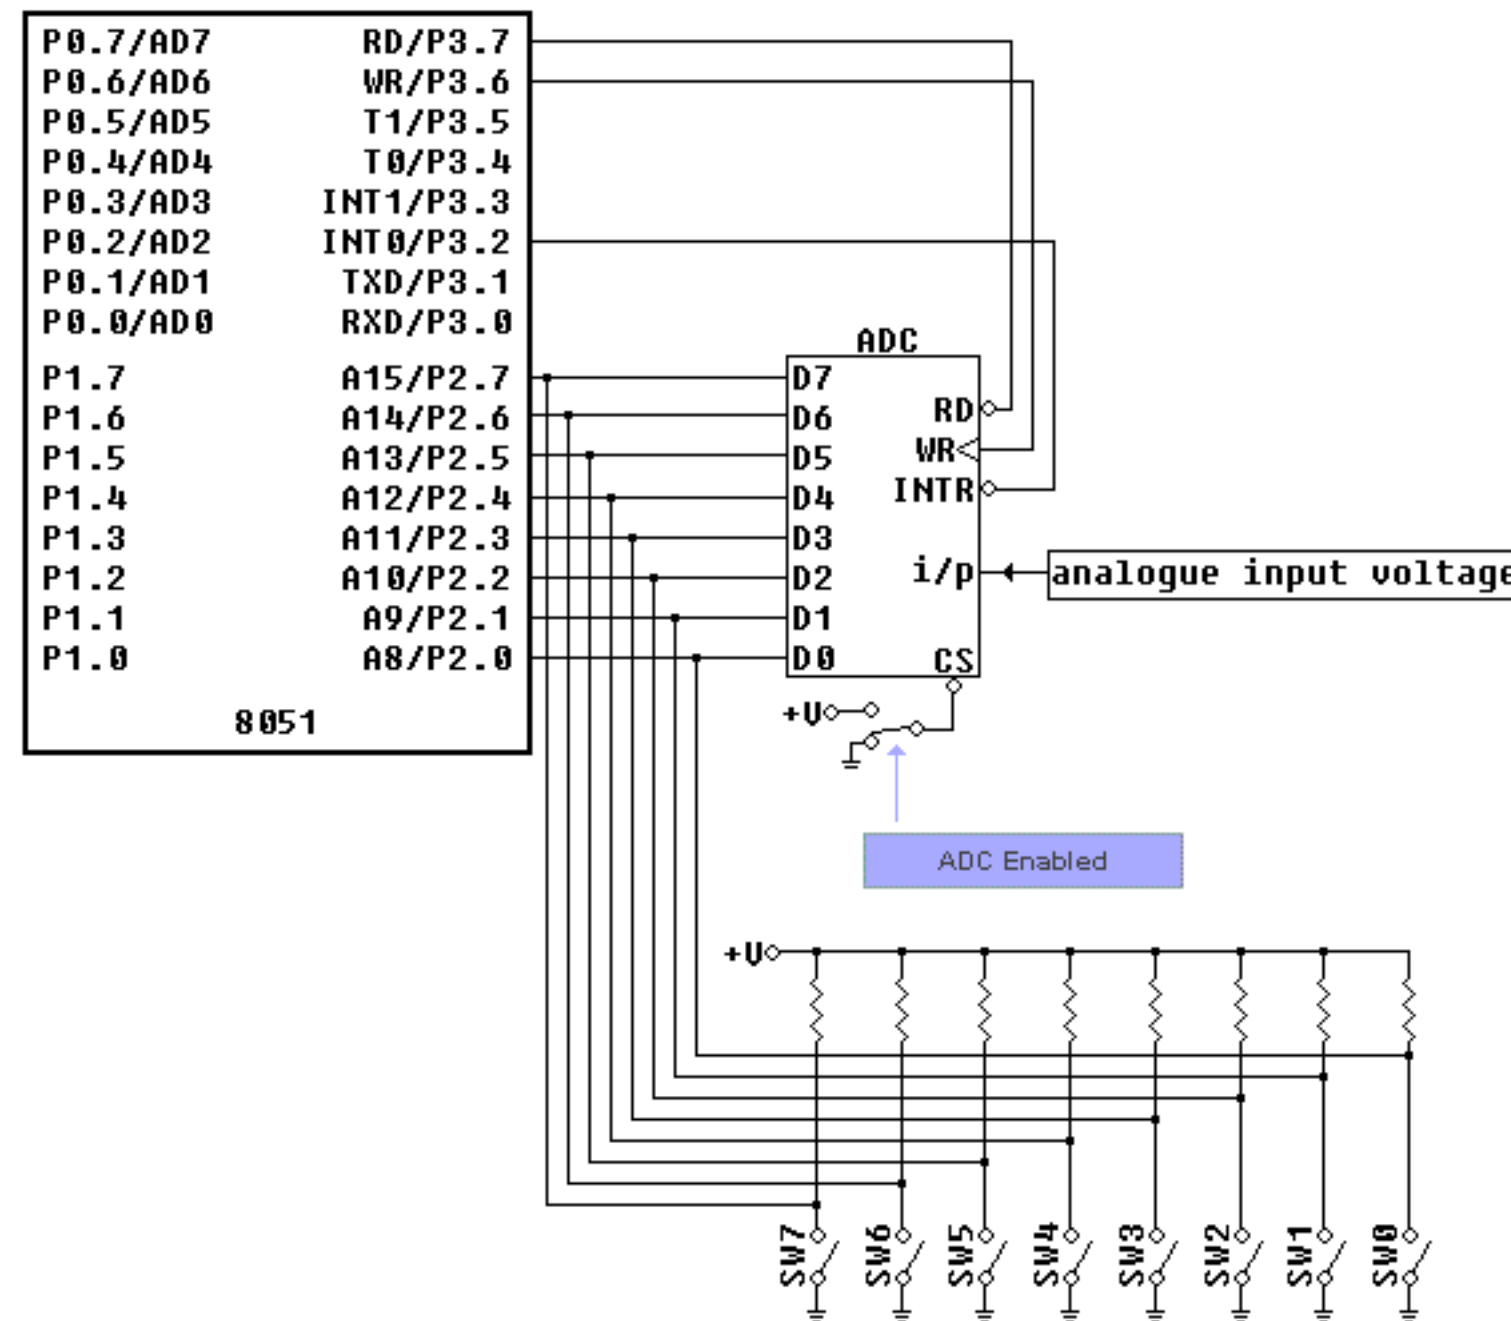 P0.7/AD7 RD/P3.7
P0.6/AD6 WR/P3.6
P0.5/AD5 T1/P3.5
P0.4/AD4 T0/P3.4
P0.3/AD3 INT1/P3.3
P0.2/AD2 INT0/P3.2
P0.1/AD1 TXD/P3.1
P0.0/AD0 RXD/P3.0
P1.7 A15/P2.7
P1.6 A14/P2.6
P1.5 A13/P2.5
P1.4 A12/P2.4
P1.3 A11/P2.3
P1.2 A10/P2.2
P1.1 A9/P2.1
P1.0 A8/P2.0
8051
ADC
D7
D6
D5
D4
D3
D2
D1
D0
RD
WR
INTR
i/p
CS
analogue input voltage
+V
ADC Enabled
+V
SW7
SW6
SW5
SW4
SW3
SW2
SW1
SW0